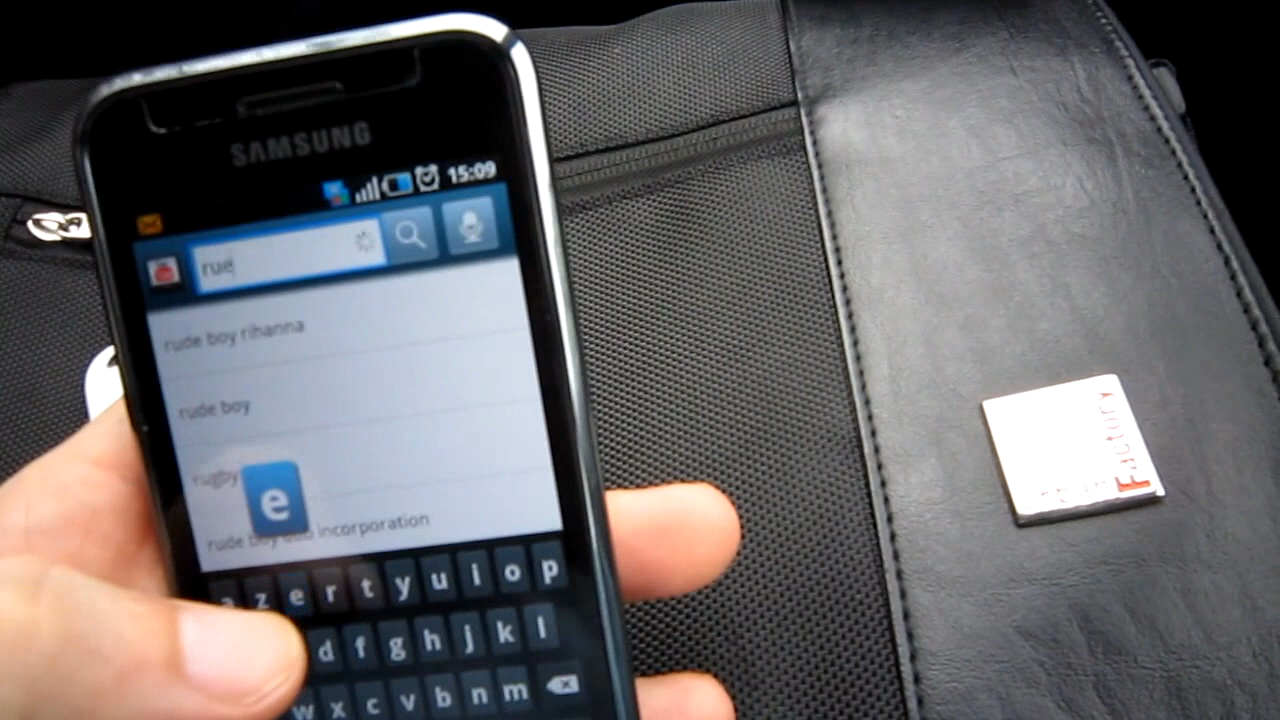 SAMSUNG
15:09
rue
rude boy rihanna
rude boy
rugby
rude boy incorporation
e
a z e r t y u i o p
d f g h j k l
w x c v b n m
Factory